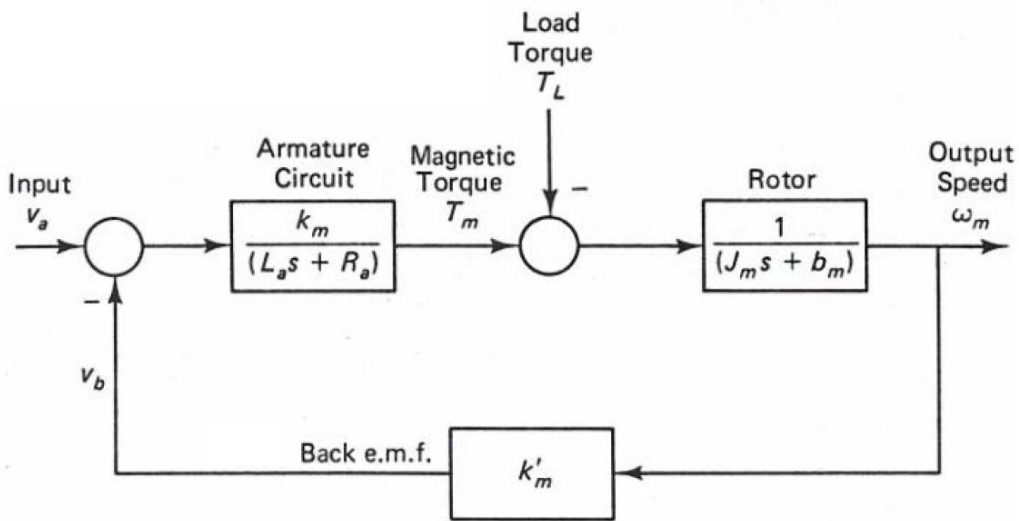 Load
Torque
T_L
Armature
Circuit
Magnetic
Torque
T_m
Rotor
Output
Speed
ω_m
Input
v_a
k_m
(L_a s + R_a)
−
1
(J_m s + b_m)
−
v_b
Back e.m.f.
k'_m